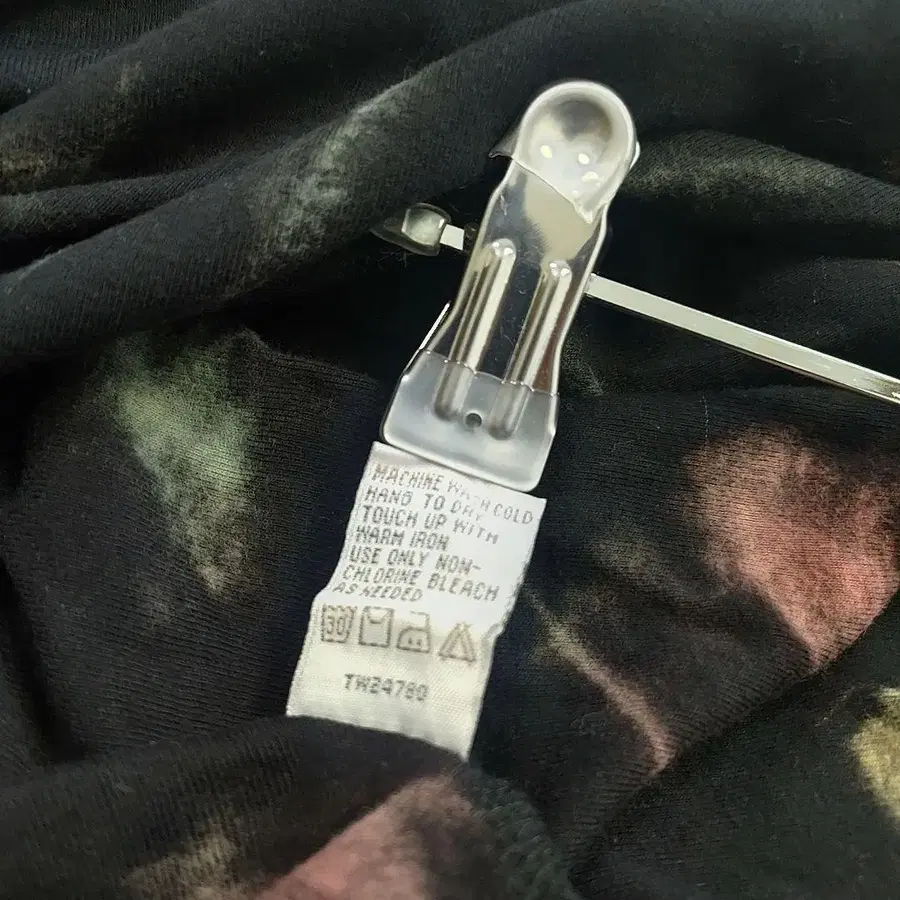 MACHINE WASH COLD
HANG TO DRY
TOUCH UP WITH
WARM IRON
USE ONLY NON-
CHLORINE BLEACH
AS NEEDED
30
TW24780